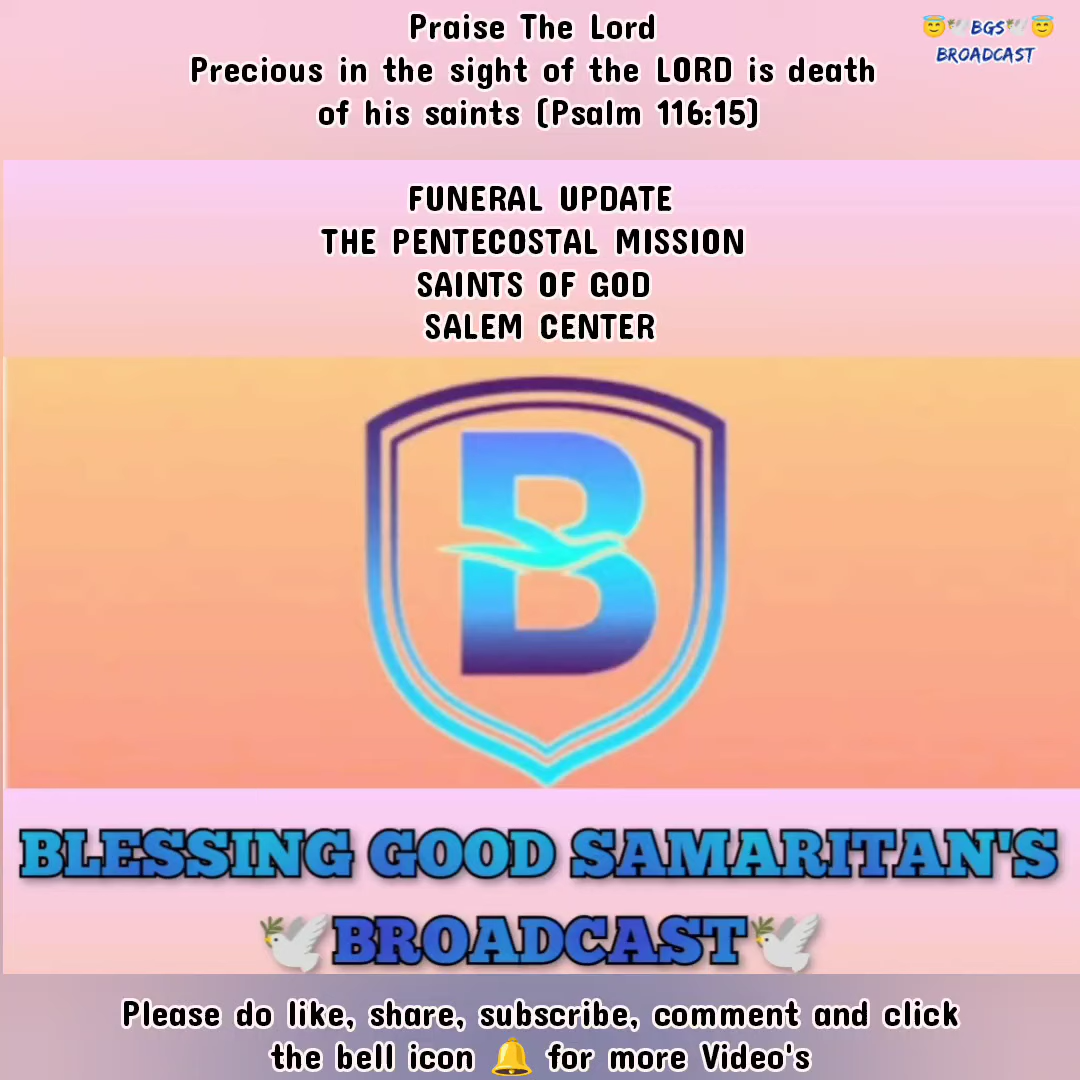 Praise The Lord
Precious in the sight of the LORD is death
of his saints (Psalm 116:15)
😇🕊️BGS🕊️😇
BROADCAST
FUNERAL UPDATE
THE PENTECOSTAL MISSION
SAINTS OF GOD
SALEM CENTER
B
BLESSING GOOD SAMARITAN'S
🕊️BROADCAST🕊️
Please do like, share, subscribe, comment and click
the bell icon 🔔 for more Video's